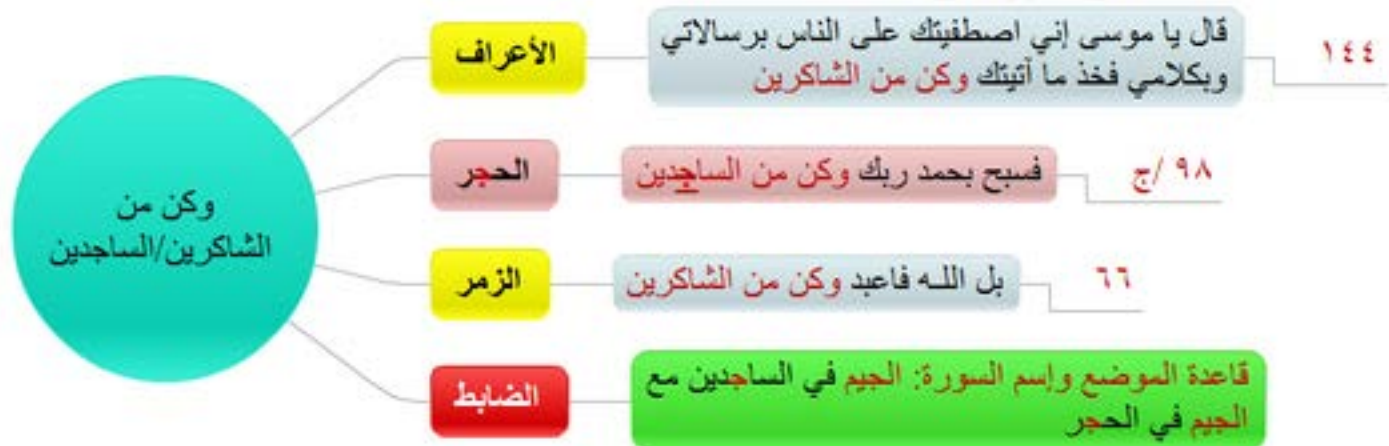 وكن من
الشاكرين/الساجدين
الأعراف
قال يا موسى إني اصطفيتك على الناس برسالاتي
وبكلامي فخذ ما آتيتك وكن من الشاكرين
١٤٤
الحجر
فسبح بحمد ربك وكن من الساجدين
٩٨ /ج
الزمر
بل اللـه فاعبد وكن من الشاكرين
٦٦
الضابط
قاعدة الموضع وإسم السورة: الجيم في الساجدين مع
الجيم في الحجر